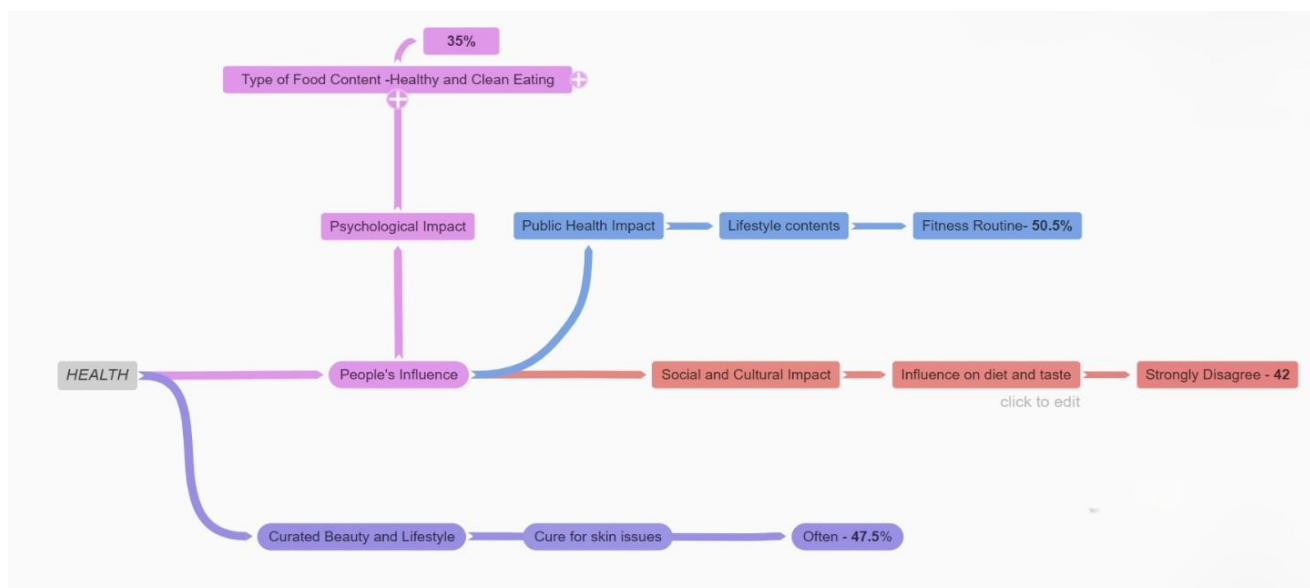 35%
Type of Food Content -Healthy and Clean Eating
Psychological Impact
Public Health Impact
Lifestyle contents
Fitness Routine- 50.5%
HEALTH
People's Influence
Social and Cultural Impact
Influence on diet and taste
Strongly Disagree - 42
click to edit
Curated Beauty and Lifestyle
Cure for skin issues
Often - 47.5%